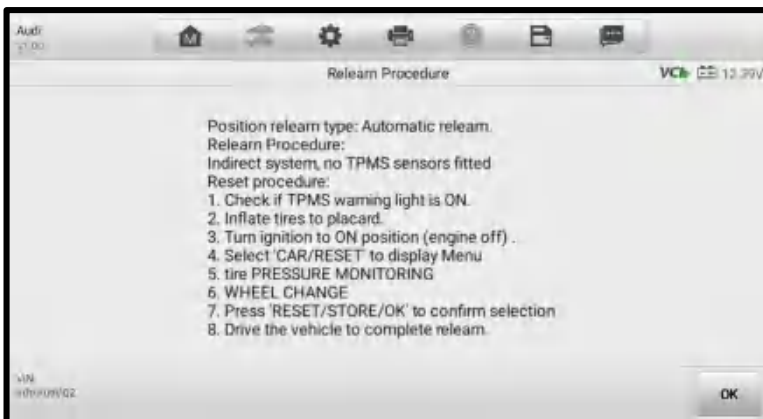 Audi
Relearn Procedure
VCI
Position relearn type: Automatic relearn.
Relearn Procedure:
Indirect system, no TPMS sensors fitted
Reset procedure:
1. Check if TPMS warning light is ON.
2. Inflate tires to placard.
3. Turn ignition to ON position (engine off) .
4. Select 'CAR/RESET' to display Menu
5. tire PRESSURE MONITORING
6. WHEEL CHANGE
7. Press 'RESET/STORE/OK' to confirm selection
8. Drive the vehicle to complete relearn.
VIN
OK